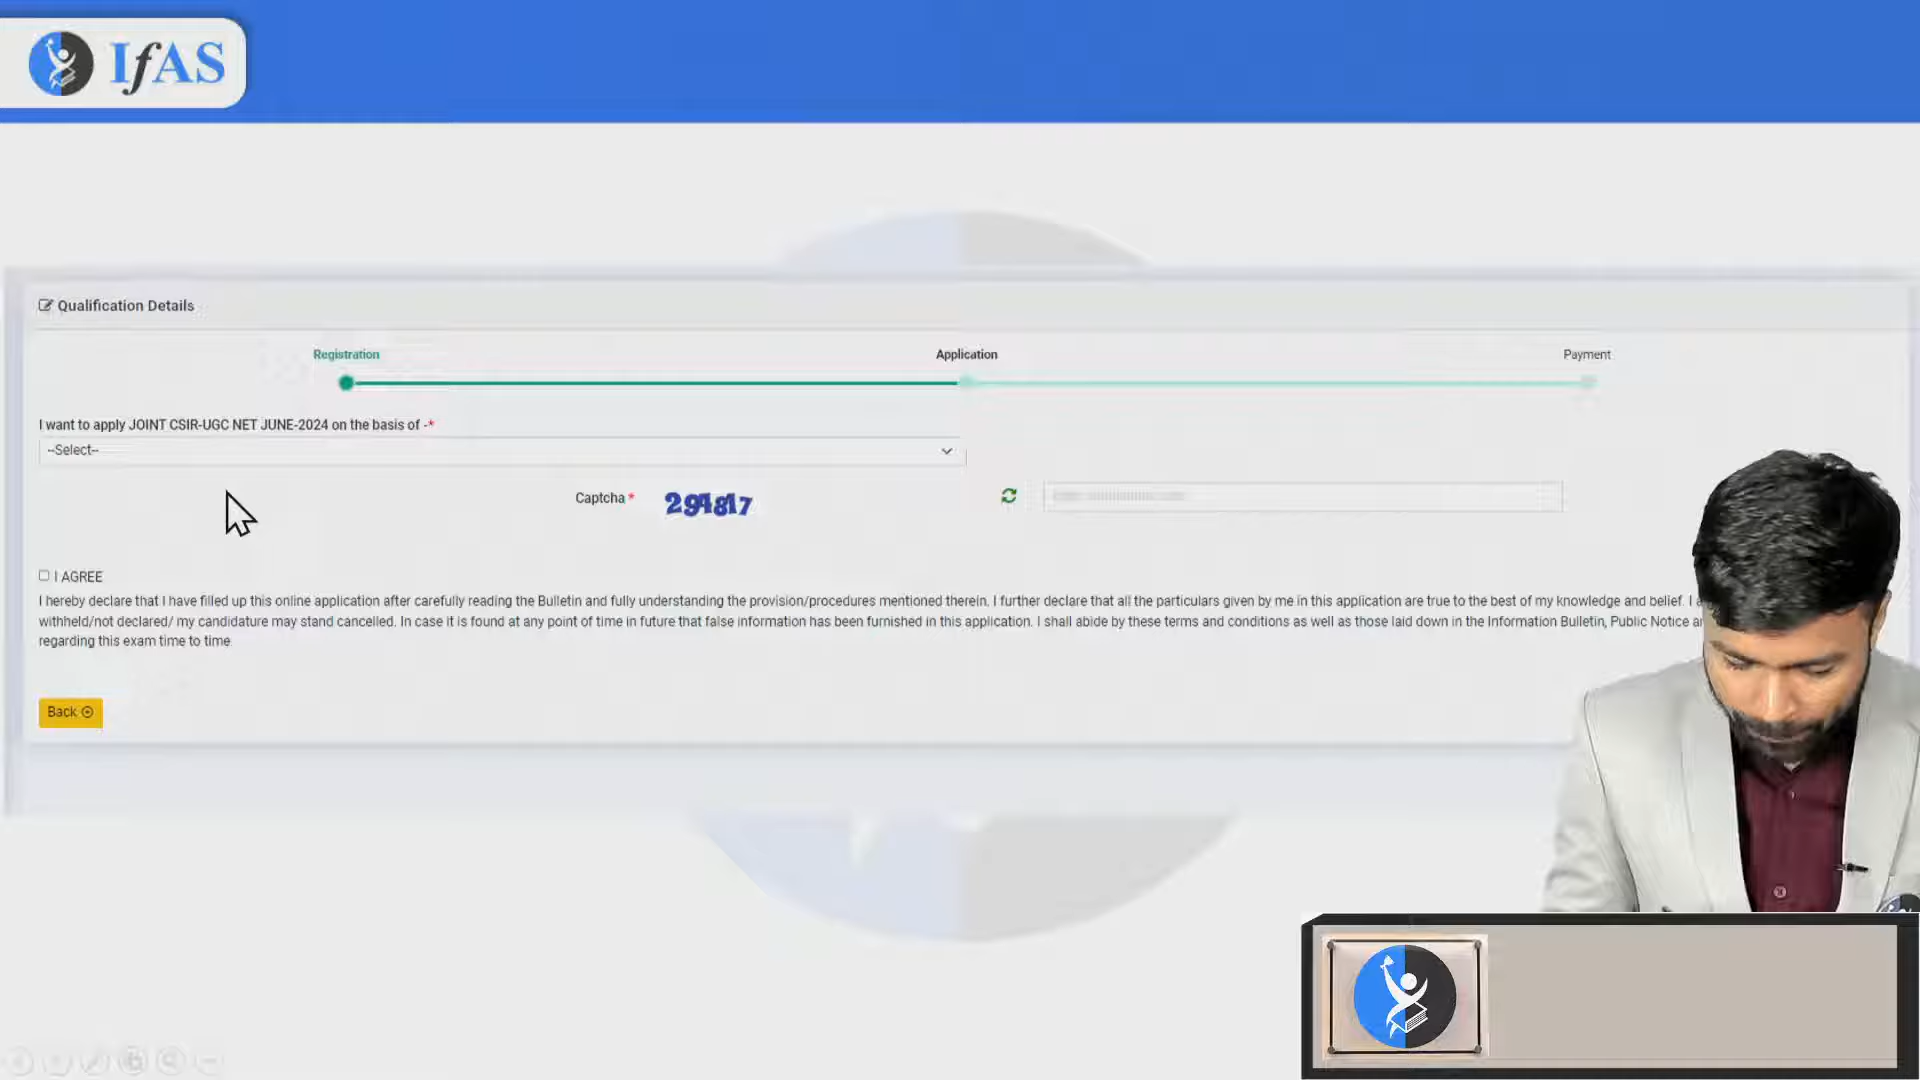 IfAS
Qualification Details
Registration
Application
Payment
I want to apply JOINT CSIR-UGC NET JUNE-2024 on the basis of -*
--Select--
Captcha *
294817
I AGREE
I hereby declare that I have filled up this online application after carefully reading the Bulletin and fully understanding the provision/procedures mentioned therein. I further declare that all the particulars given by me in this application are true to the best of my knowledge and belief. I
withheld/not declared/ my candidature may stand cancelled. In case it is found at any point of time in future that false information has been furnished in this application. I shall abide by these terms and conditions as well as those laid down in the Information Bulletin, Public Notice
regarding this exam time to time
Back